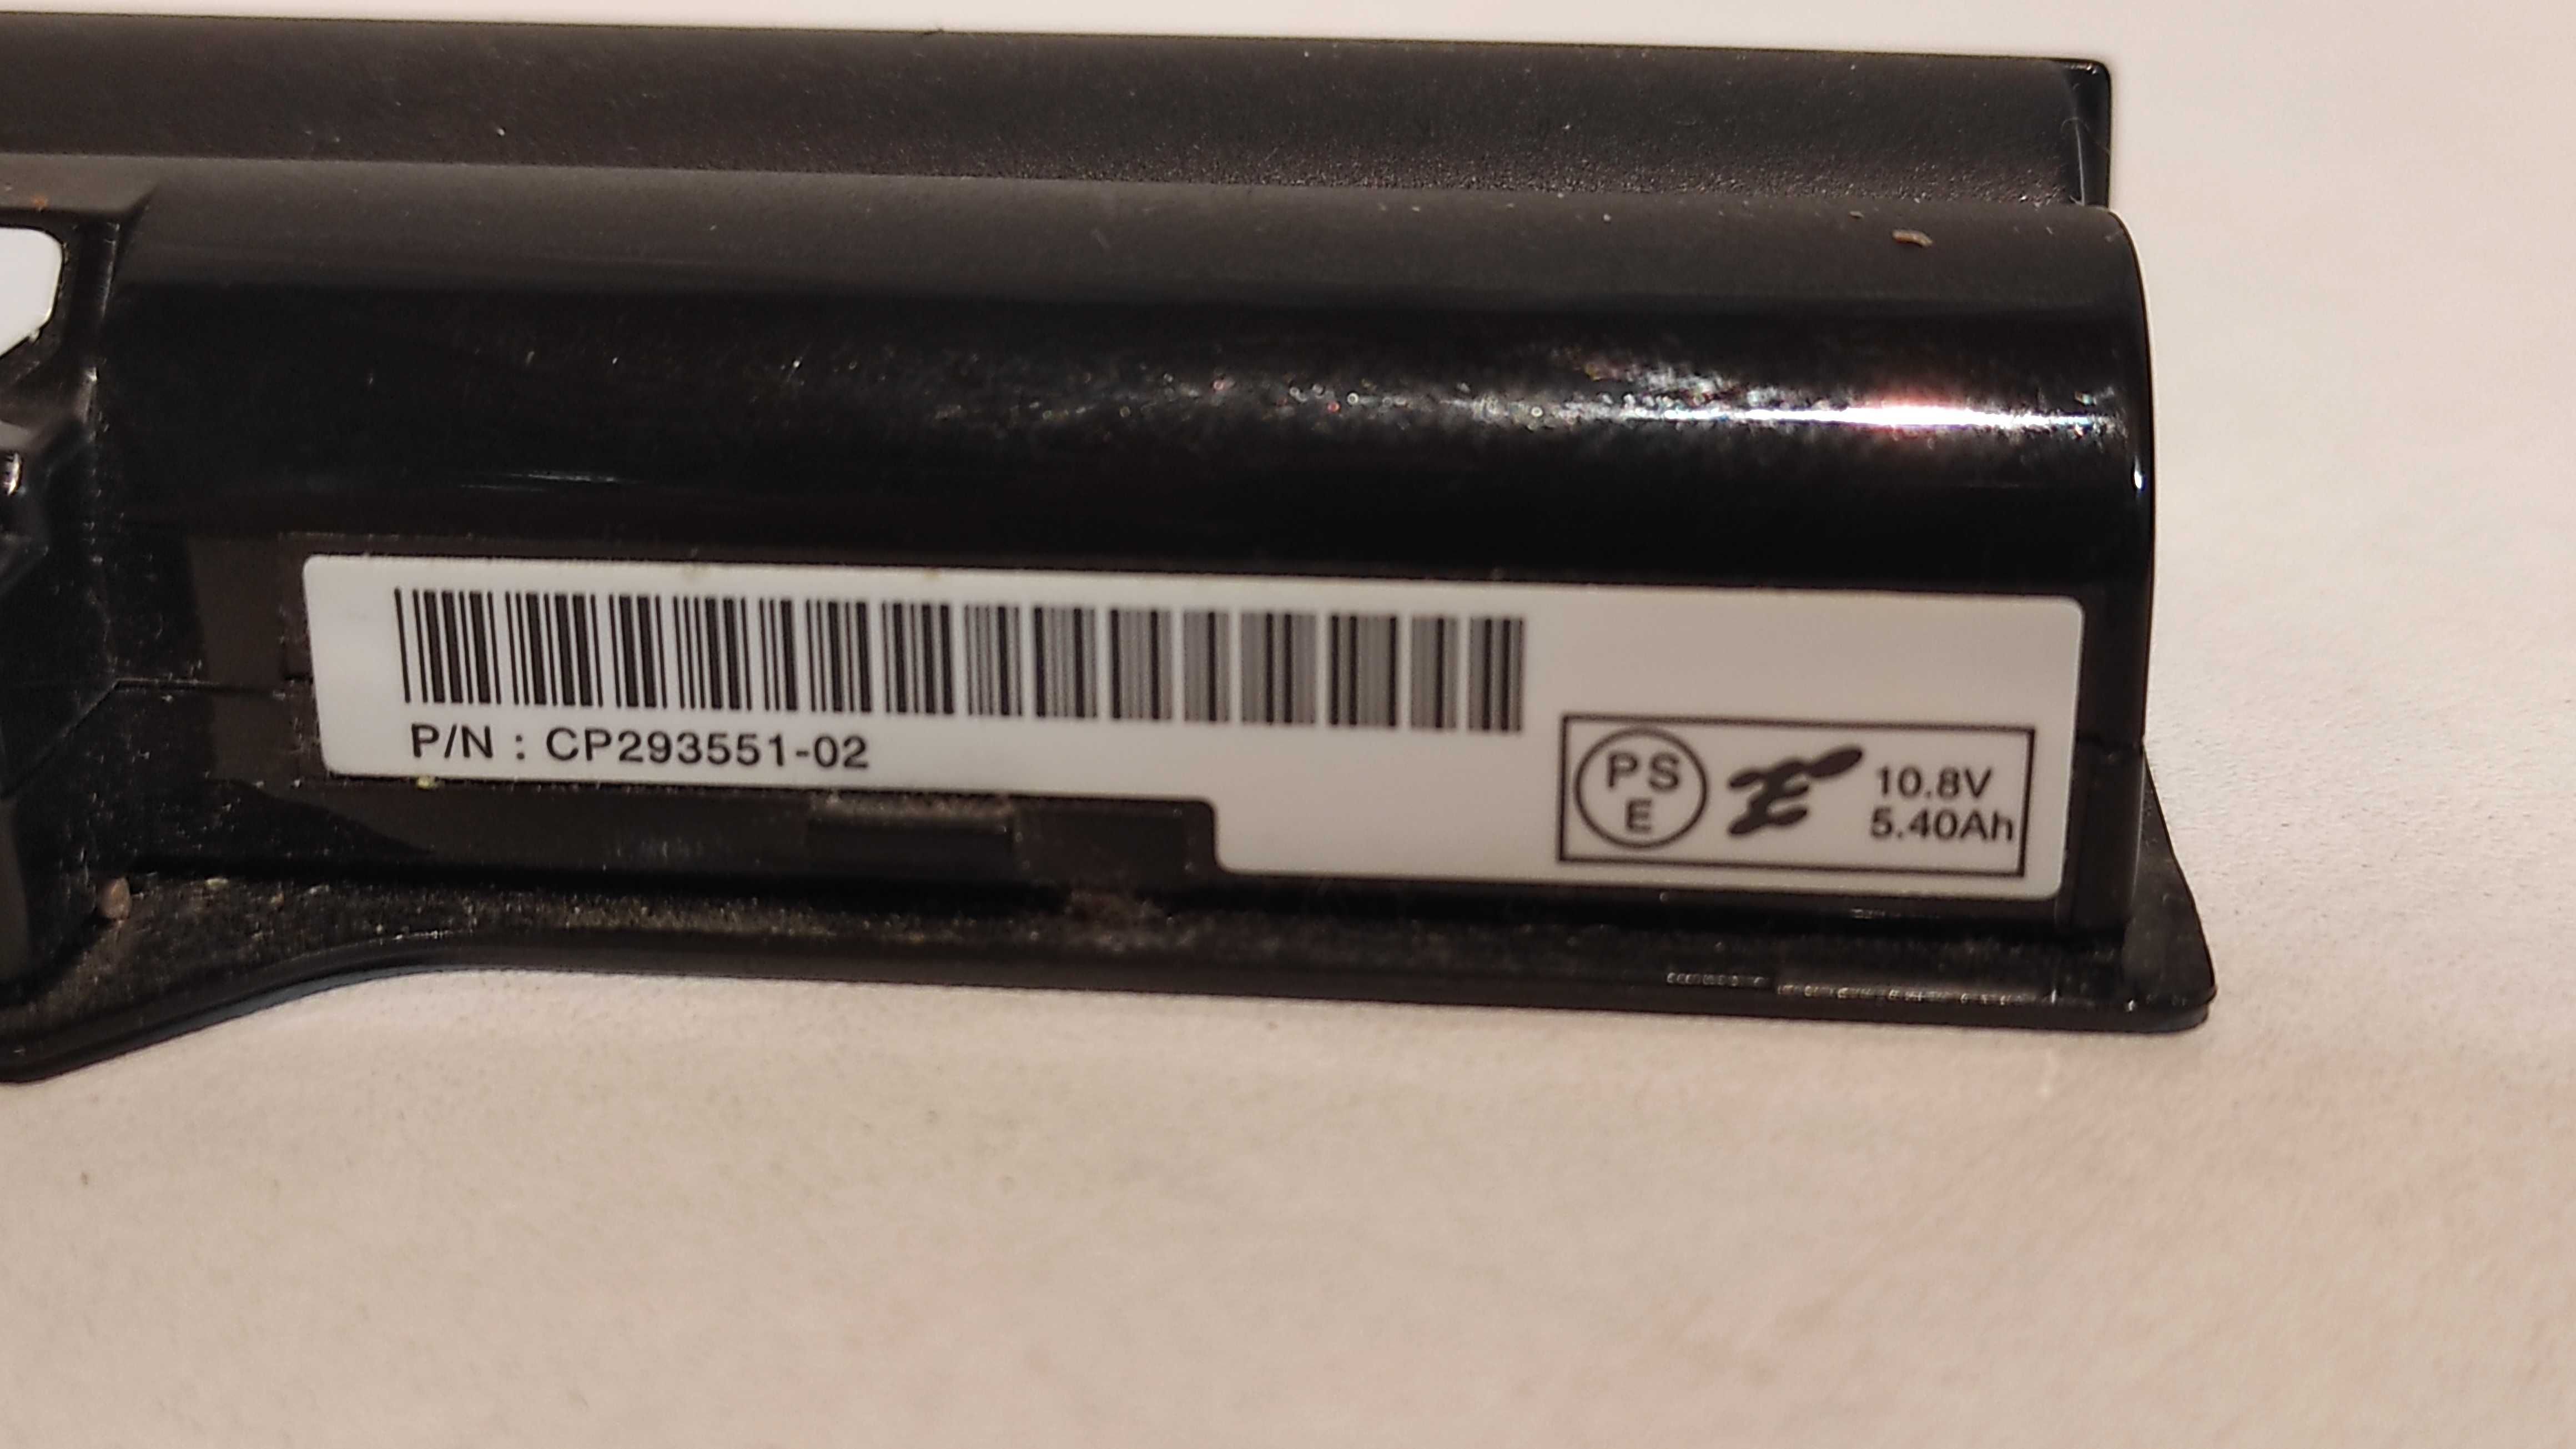 P/N : CP293551-02
PS
E
10.8V
5.40Ah